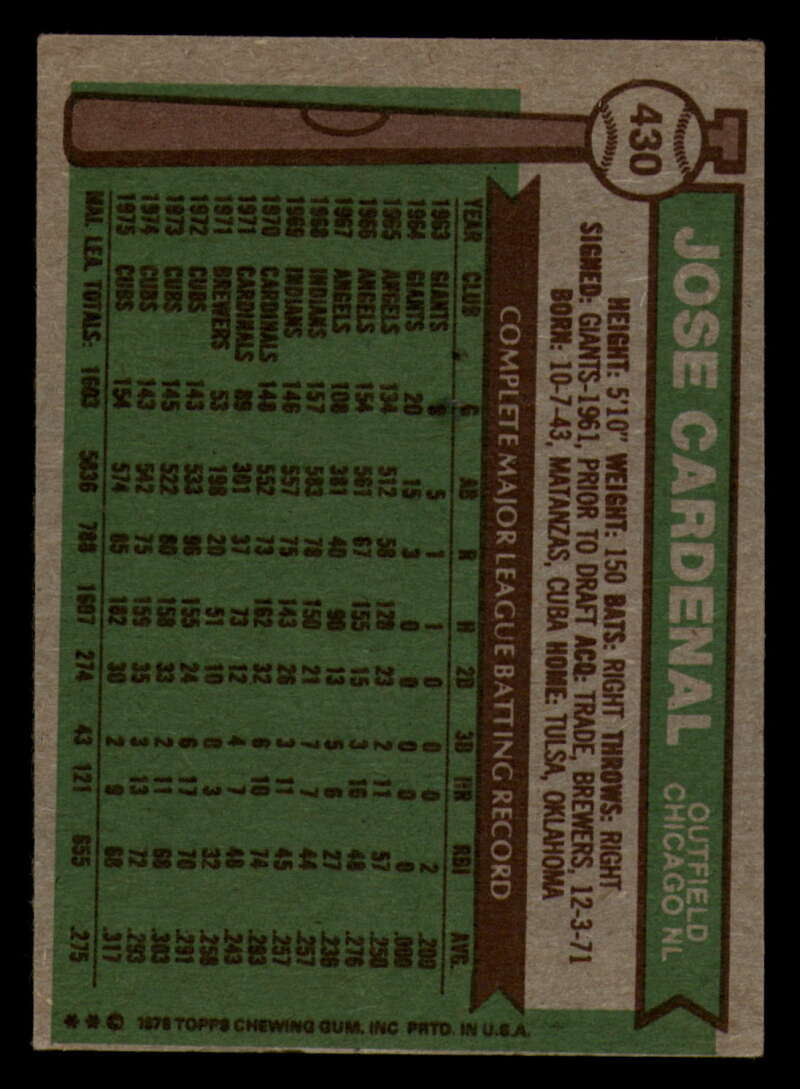 430
JOSE CARDENAL
OUTFIELD
CHICAGO NL
HEIGHT: 5'10" WEIGHT: 150 BATS: RIGHT THROWS: RIGHT
SIGNED: GIANTS-1961, PRIOR TO DRAFT ACQ: TRADE, BREWERS, 12-3-71
BORN: 10-7-43, MATANZAS, CUBA HOME: TULSA, OKLAHOMA
COMPLETE MAJOR LEAGUE BATTING RECORD
YEAR CLUB G AB R H 2B 3B HR RBI AVG.
1963 GIANTS 5 1 1 0 0 0 2 .200
1964 GIANTS 20 15 3 0 0 0 0 0 .000
1965 ANGELS 134 512 58 128 23 2 11 57 .250
1966 ANGELS 154 561 67 155 15 3 16 48 .276
1967 ANGELS 108 381 40 90 13 5 6 27 .236
1968 INDIANS 157 583 78 150 21 7 7 44 .257
1969 INDIANS 146 557 75 143 26 3 11 45 .257
1970 CARDINALS 148 552 73 162 32 6 10 74 .293
1971 CARDINALS 89 301 37 73 12 4 7 48 .243
1971 BREWERS 53 198 20 51 10 0 3 32 .258
1972 CUBS 143 533 96 155 24 6 17 70 .291
1973 CUBS 145 522 80 158 33 2 11 68 .303
1974 CUBS 143 542 75 159 35 3 13 72 .293
1975 CUBS 154 574 85 182 30 2 9 68 .317
MAJ. LEA. TOTALS: 1603 5836 788 1607 274 43 121 655 .275
** © 1976 TOPPS CHEWING GUM, INC PRTD. IN U.S.A.